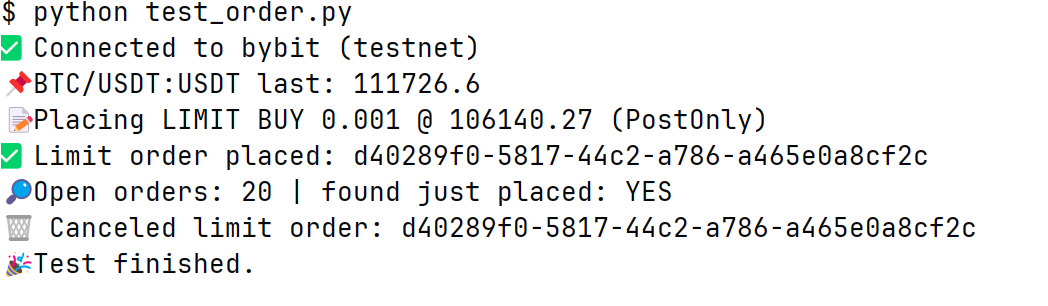 $ python test_order.py
✅ Connected to bybit (testnet)
📌BTC/USDT:USDT last: 111726.6
📝Placing LIMIT BUY 0.001 @ 106140.27 (PostOnly)
✅ Limit order placed: d40289f0-5817-44c2-a786-a465e0a8cf2c
🔎Open orders: 20 | found just placed: YES
🗑️ Canceled limit order: d40289f0-5817-44c2-a786-a465e0a8cf2c
🎉Test finished.